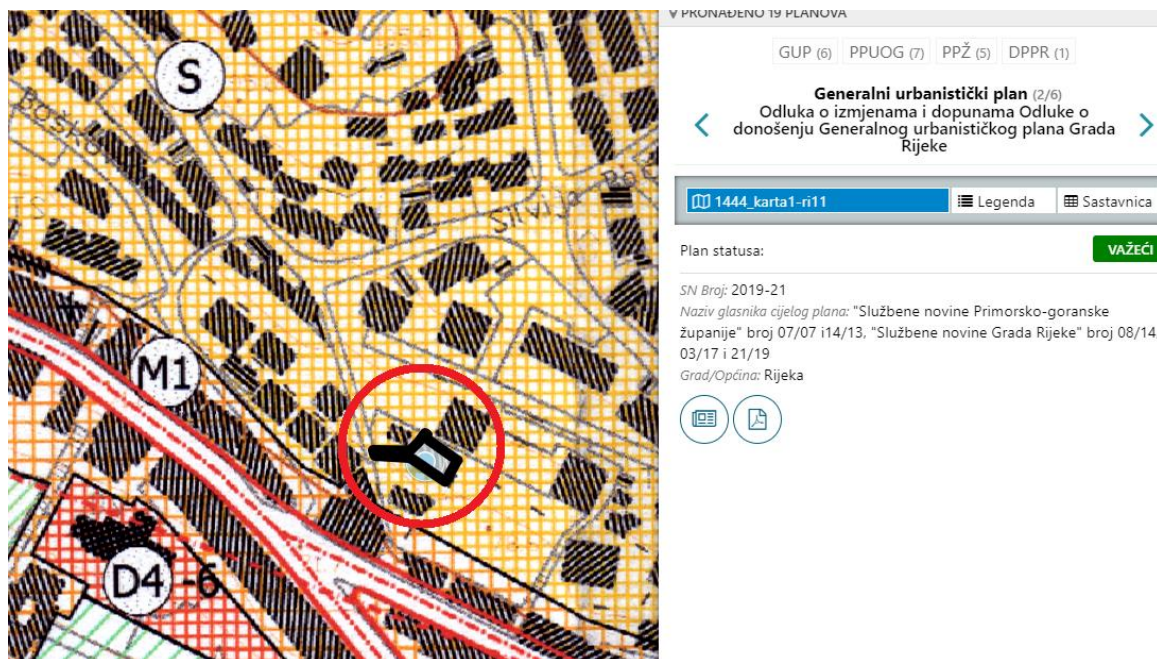 PRONAĐENO 19 PLANOVA
GUP (6) PPUOG (7) PPŽ (5) DPPR (1)
Generalni urbanistički plan (2/6)
Odluka o izmjenama i dopunama Odluke o
donošenju Generalnog urbanističkog plana Grada
Rijeke
1444_karta1-ri11 Legenda Sastavnica
Plan statusa: VAŽEĆI
SN Broj: 2019-21
Naziv glasnika cijelog plana: "Službene novine Primorsko-goranske
županije" broj 07/07 i14/13, "Službene novine Grada Rijeke" broj 08/14,
03/17 i 21/19
Grad/Općina: Rijeka
S
M1
D4 -6